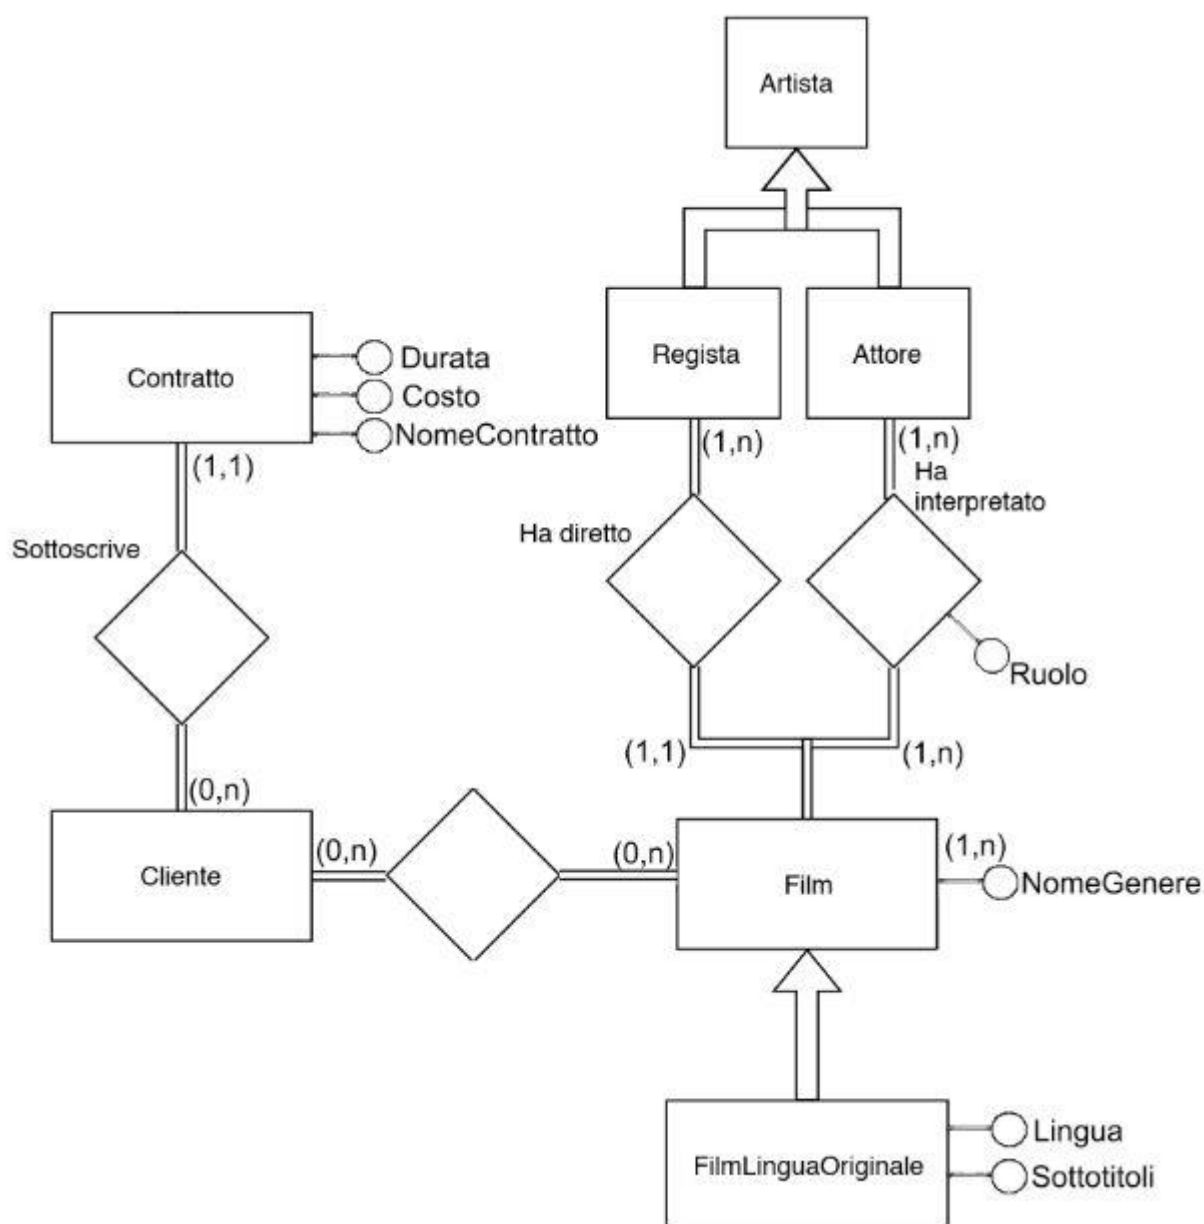 Artista
Regista
Attore
Contratto
Durata
Costo
NomeContratto
(1,1)
(1,n)
(1,n)
Ha
interpretato
Sottoscrive
Ha diretto
Ruolo
(1,1)
(1,n)
(0,n)
Cliente
(0,n)
(0,n)
Film
(1,n)
NomeGenere
FilmLinguaOriginale
Lingua
Sottotitoli